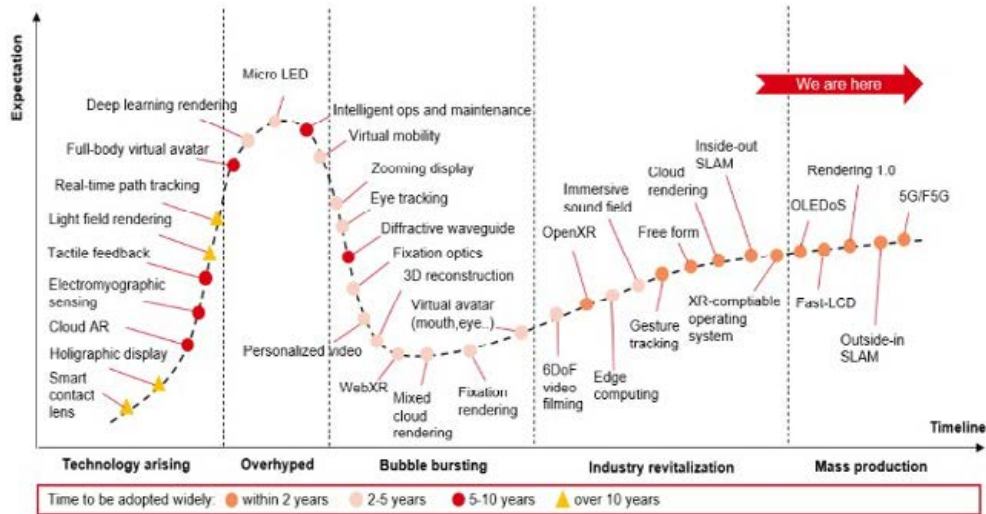 Expectation
We are here
Micro LED
Deep learning rendering
Full-body virtual avatar
Real-time path tracking
Light field rendering
Tactile feedback
Electromyographic
sensing
Cloud AR
Holigraphic display
Smart
contact
lens
Intelligent ops and maintenance
Virtual mobility
Zooming display
Eye tracking
Diffractive waveguide
Fixation optics
3D reconstruction
Virtual avatar
(mouth,eye..)
Personalized video
WebXR
Mixed
cloud
rendering
Fixation
rendering
6DoF
video
filming
OpenXR
Edge
computing
Immersive
sound field
Gesture
tracking
Free form
Cloud
rendering
Inside-out
SLAM
XR-comptiable
operating
system
OLEDoS
Fast-LCD
Rendering 1.0
Outside-in
SLAM
5G/F5G
Timeline
Technology arising
Overhyped
Bubble bursting
Industry revitalization
Mass production
Time to be adopted widely: within 2 years 2-5 years 5-10 years over 10 years